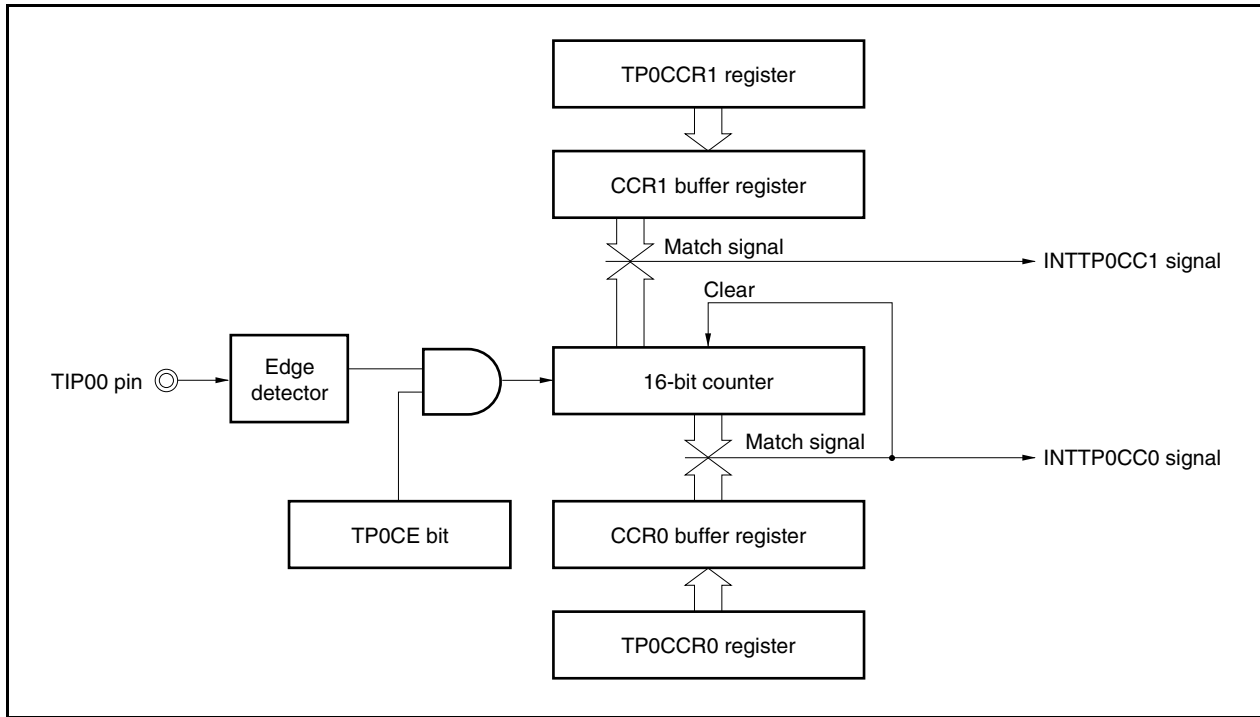 TP0CCR1 register
CCR1 buffer register
Match signal
INTTP0CC1 signal
Clear
TIP00 pin
Edge
detector
16-bit counter
Match signal
INTTP0CC0 signal
TP0CE bit
CCR0 buffer register
TP0CCR0 register